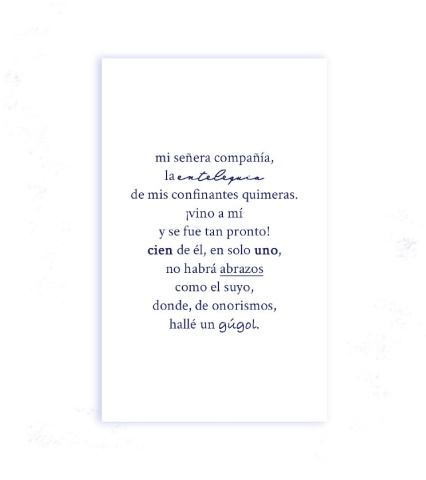 mi señera compañía,
la entelequia
de mis confinantes quimeras.
¡vino a mí
y se fue tan pronto!
cien de él, en solo uno,
no habrá abrazos
como el suyo,
donde, de onorismos,
hallé un gúgol.